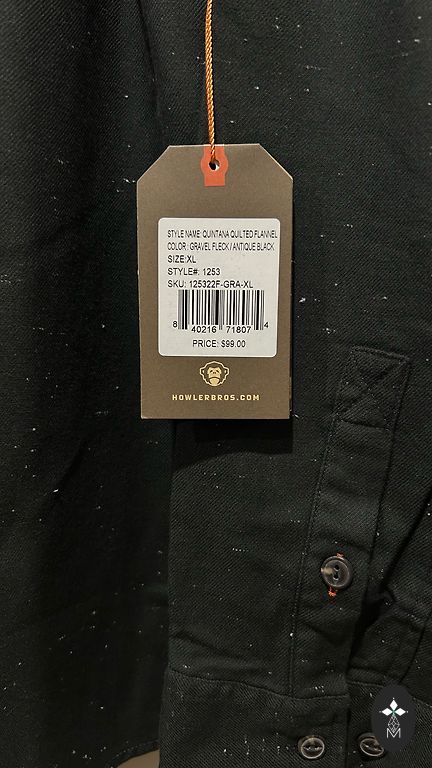 STYLE NAME: QUINTANA QUILTED FLANNEL
COLOR: GRAVEL FLECK / ANTIQUE BLACK
SIZE:XL
STYLE#: 1253
SKU: 125322F-GRA-XL
8 40216 71807 4
PRICE: $99.00
HOWLERBROS.COM